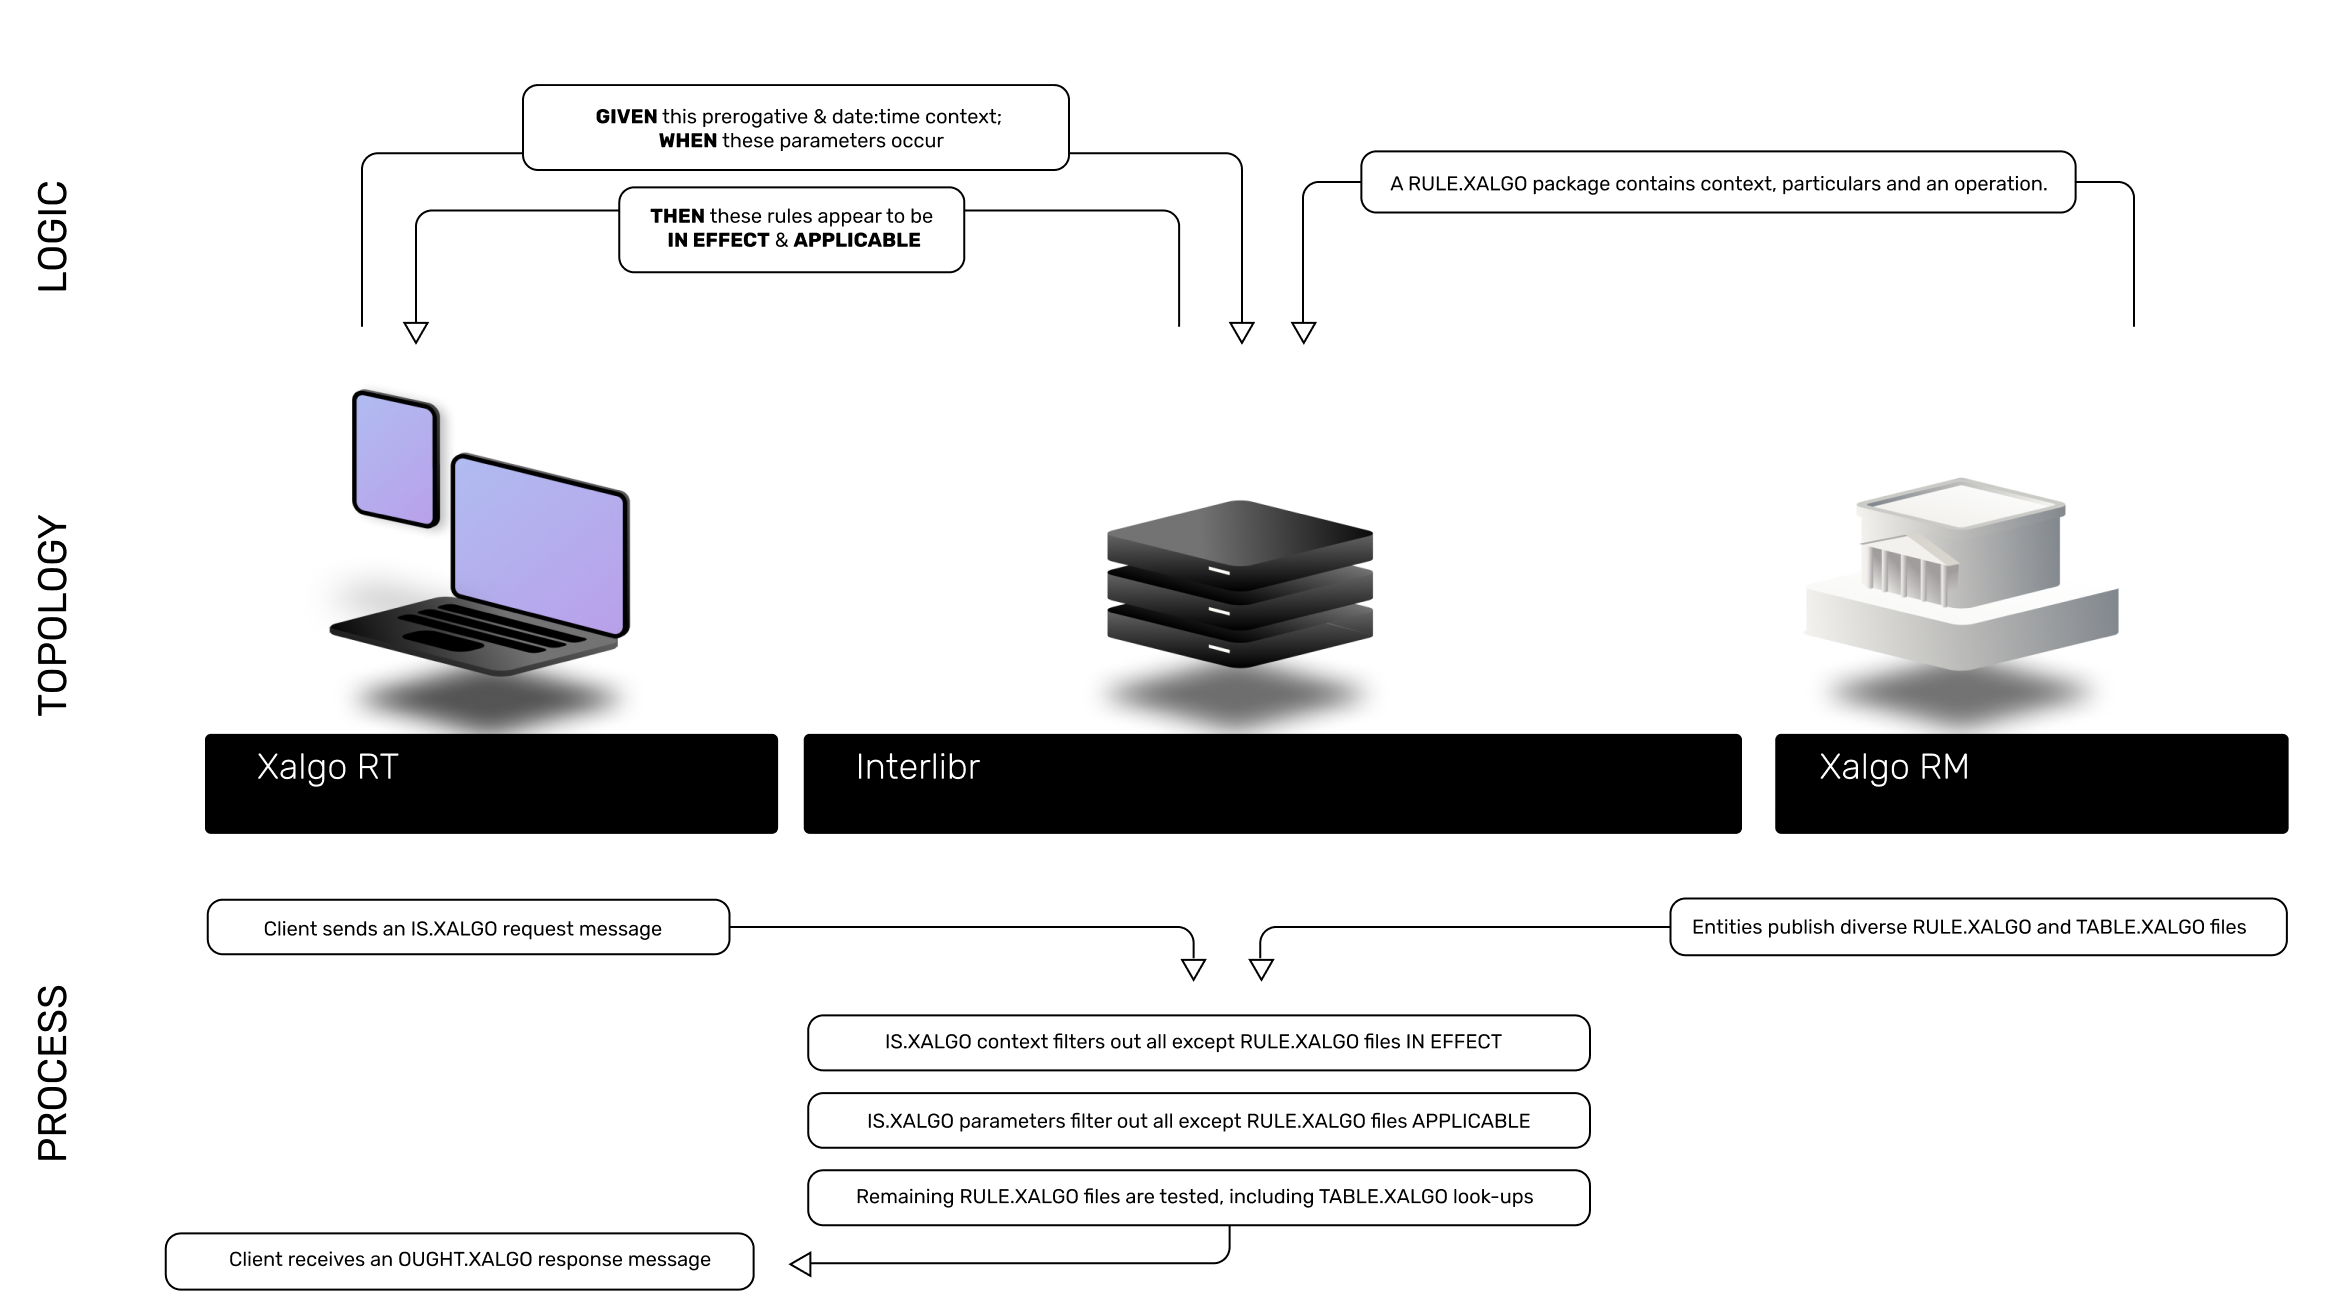 LOGIC
GIVEN this prerogative & date:time context;
WHEN these parameters occur
THEN these rules appear to be
IN EFFECT & APPLICABLE
A RULE.XALGO package contains context, particulars and an operation.
TOPOLOGY
Xalgo RT
Interlibr
Xalgo RM
PROCESS
Client sends an IS.XALGO request message
Entities publish diverse RULE.XALGO and TABLE.XALGO files
IS.XALGO context filters out all except RULE.XALGO files IN EFFECT
IS.XALGO parameters filter out all except RULE.XALGO files APPLICABLE
Remaining RULE.XALGO files are tested, including TABLE.XALGO look-ups
Client receives an OUGHT.XALGO response message